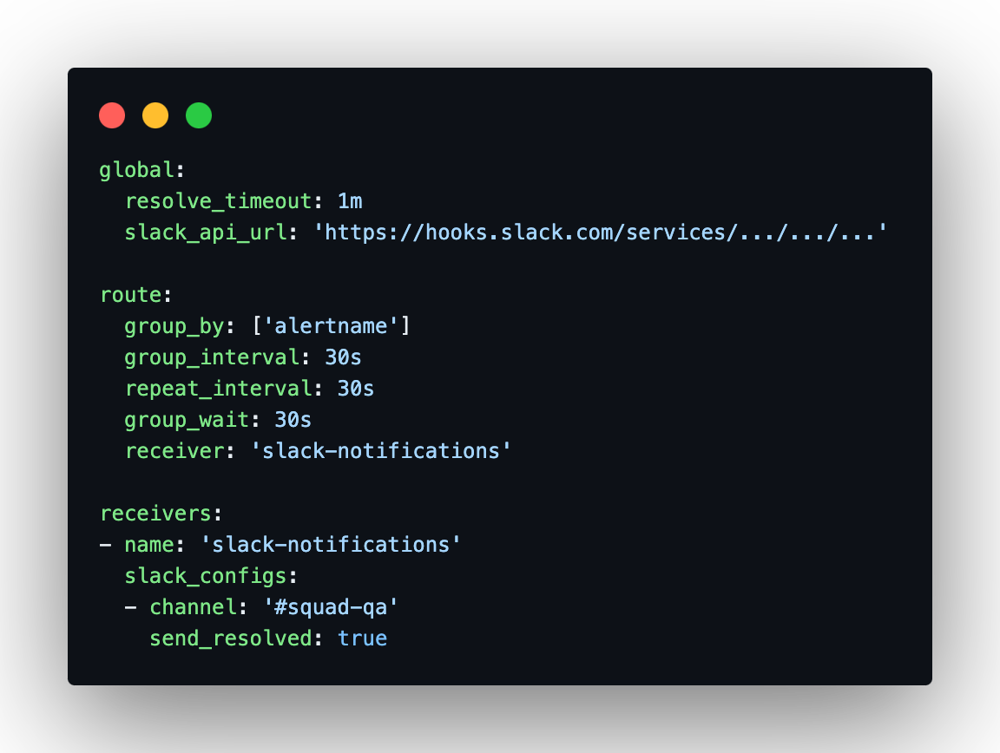 global:
  resolve_timeout: 1m
  slack_api_url: 'https://hooks.slack.com/services/.../.../...'

route:
  group_by: ['alertname']
  group_interval: 30s
  repeat_interval: 30s
  group_wait: 30s
  receiver: 'slack-notifications'

receivers:
- name: 'slack-notifications'
  slack_configs:
  - channel: '#squad-qa'
    send_resolved: true